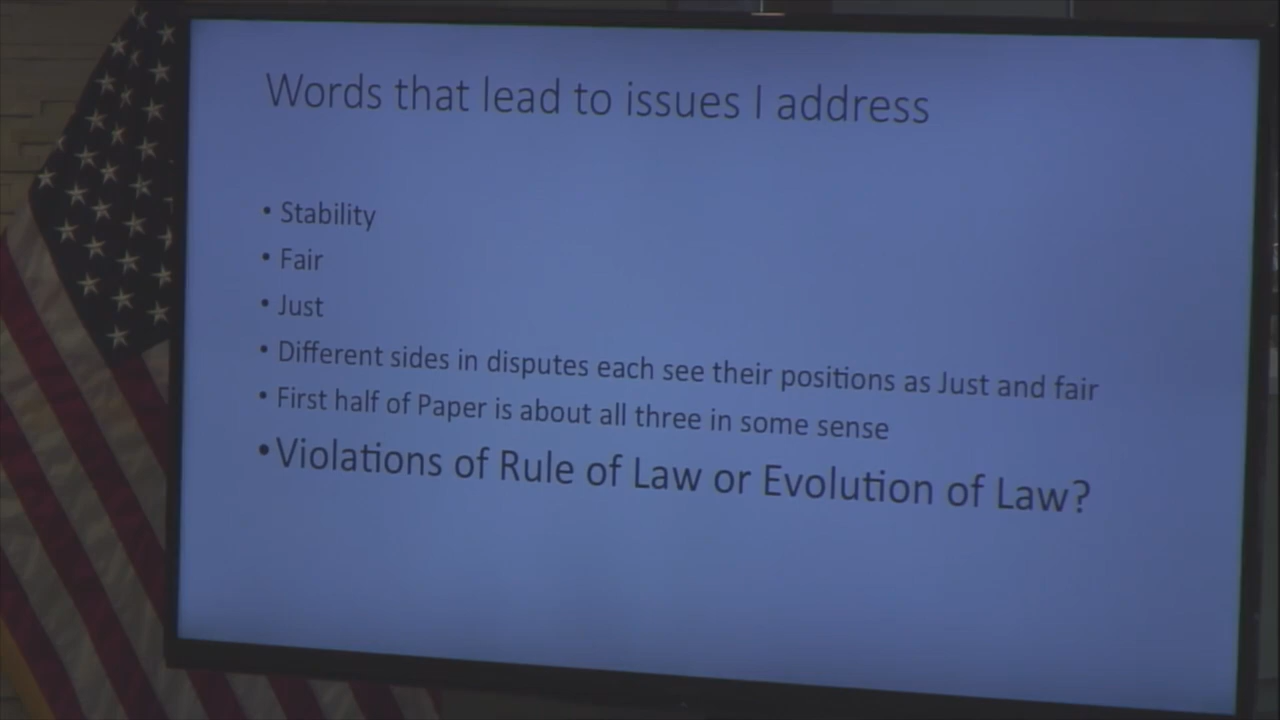 Words that lead to issues I address
• Stability
• Fair
• Just
• Different sides in disputes each see their positions as Just and fair
• First half of Paper is about all three in some sense
• Violations of Rule of Law or Evolution of Law?